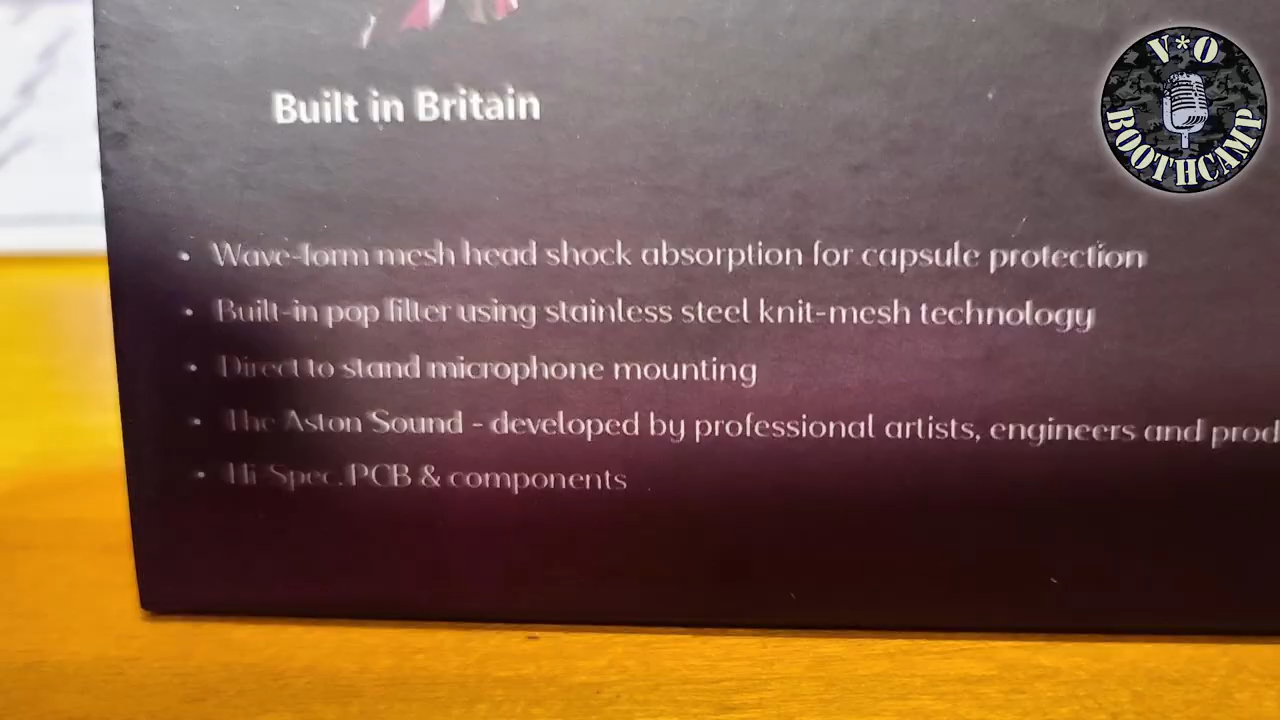 V*O
BOOTHCAMP
Built in Britain
• Wave-form mesh head shock absorption for capsule protection
• Built-in pop filter using stainless steel knit-mesh technology
• Direct to stand microphone mounting
• The Aston Sound - developed by professional artists, engineers and prod
• Hi-Spec. PCB & components